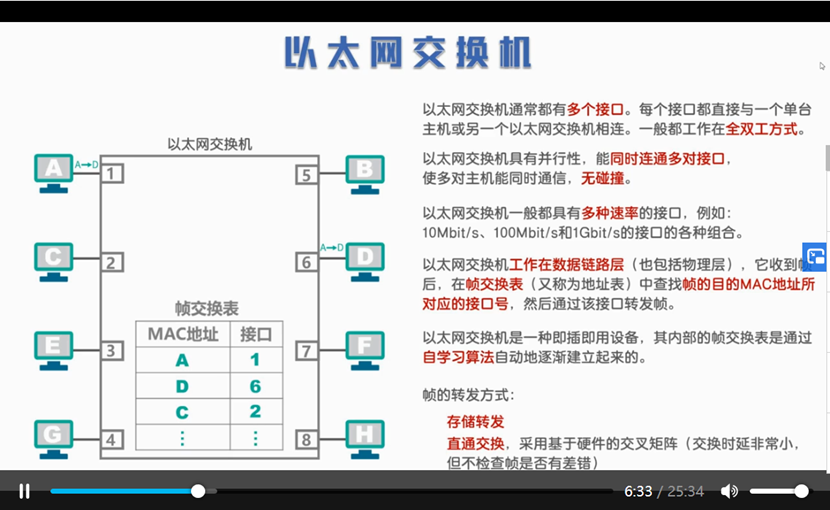 以太网交换机
以太网交换机通常都有多个接口。每个接口都直接与一个单台
主机或另一个以太网交换机相连。一般都工作在全双工方式。
以太网交换机具有并行性，能同时连通多对接口，
使多对主机能同时通信，无碰撞。
以太网交换机一般都具有多种速率的接口，例如：
10Mbit/s、100Mbit/s和1Gbit/s的接口的各种组合。
以太网交换机工作在数据链路层（也包括物理层），它收到帧
后，在帧交换表（又称为地址表）中查找帧的目的MAC地址所
对应的接口号，然后通过该接口转发帧。
以太网交换机是一种即插即用设备，其内部的帧交换表是通过
自学习算法自动地逐渐建立起来的。
帧的转发方式：
存储转发
直通交换，采用基于硬件的交叉矩阵（交换时延非常小，
但不检查帧是否有差错）
以太网交换机
A A→D 1 5 B
C 2 6 A→D D
E 3 7 F
G 4 8 H
帧交换表
MAC地址 接口
A 1
D 6
C 2
⋮ ⋮
6:33 / 25:34